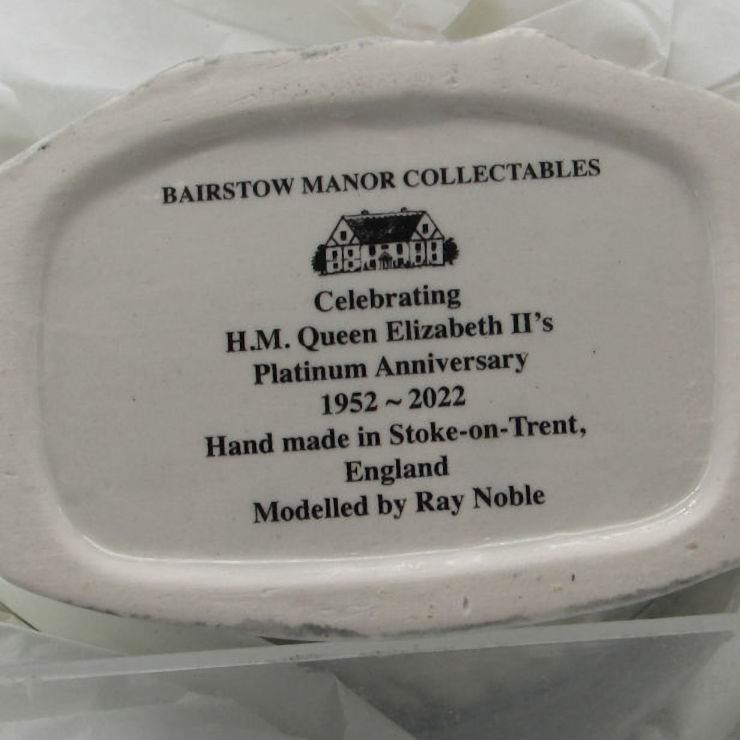 BAIRSTOW MANOR COLLECTABLES
Celebrating
H.M. Queen Elizabeth II's
Platinum Anniversary
1952 ~ 2022
Hand made in Stoke-on-Trent,
England
Modelled by Ray Noble